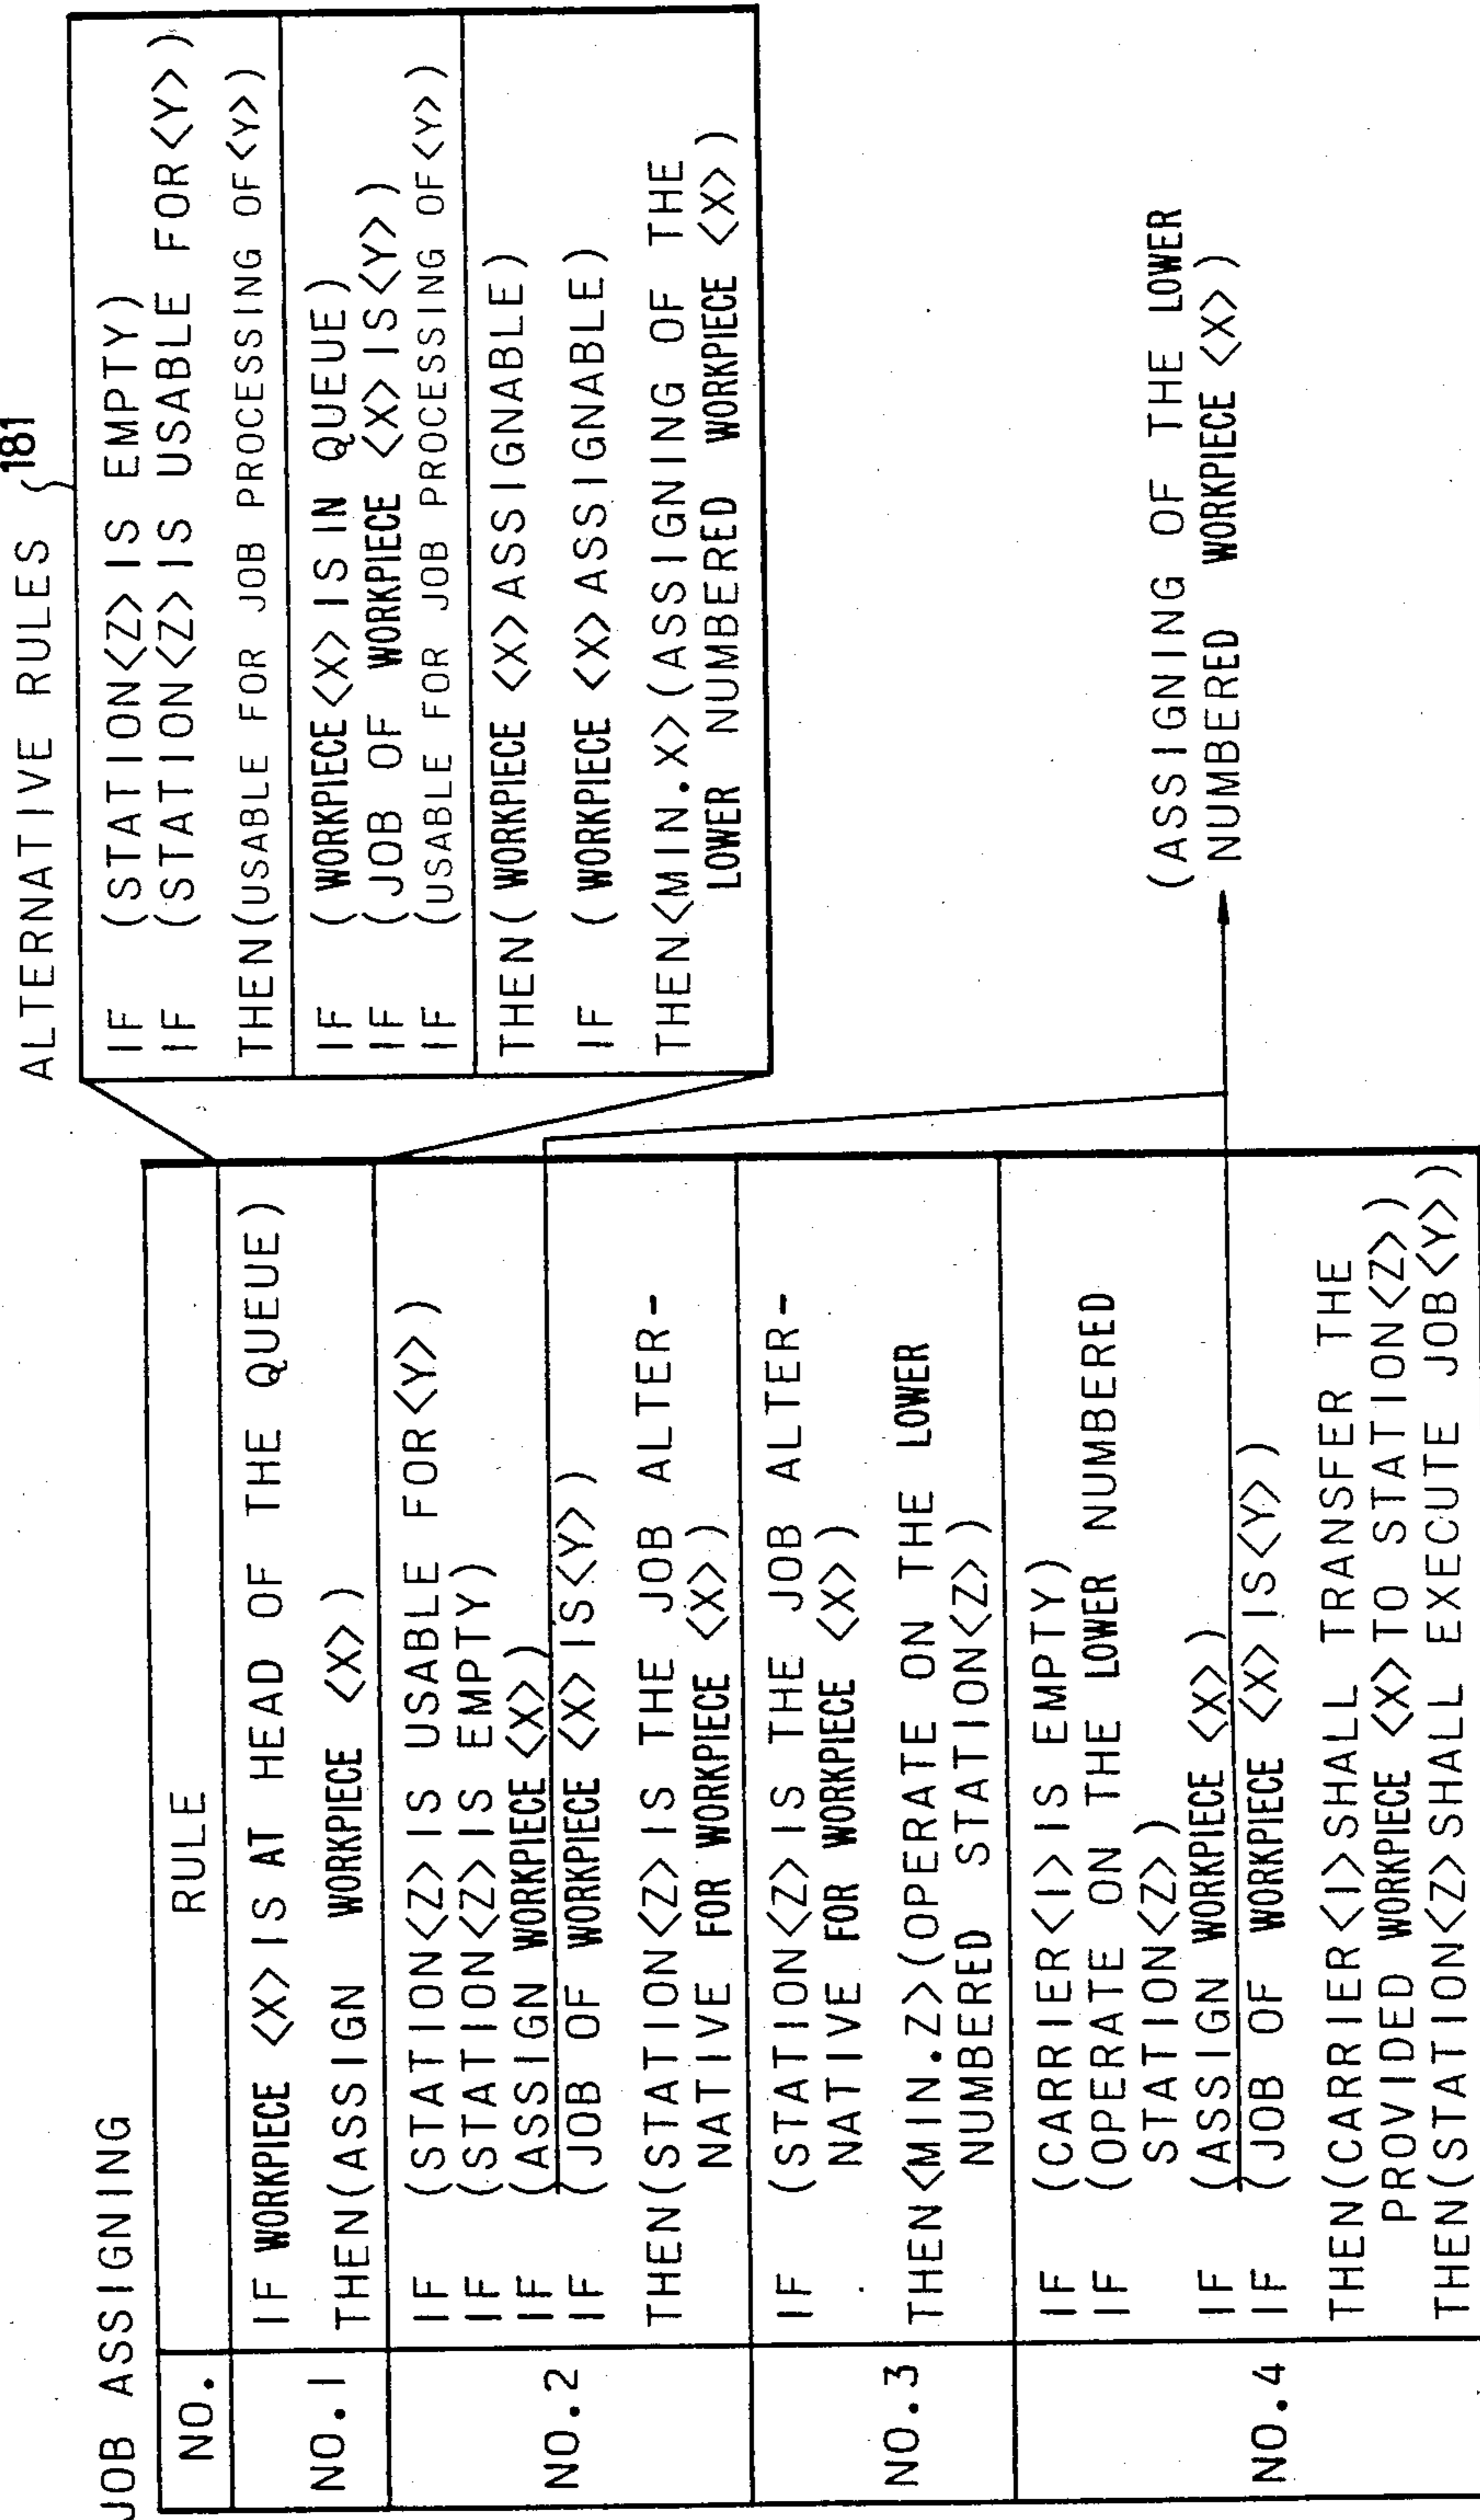 JOB ASSIGNING
NO.
RULE
NO.1
IF WORKPIECE <X> IS AT HEAD OF THE QUEUE)
THEN(ASSIGN WORKPIECE <X>)
NO.2
IF (STATION<Z> IS USABLE FOR<Y>)
IF (STATION<Z> IS EMPTY)
IF (ASSIGN WORKPIECE <X>)
IF (JOB OF WORKPIECE <X> IS<Y>)
THEN(STATION<Z> IS THE JOB ALTER-
NATIVE FOR WORKPIECE <X>)
NO.3
IF (STATION<Z> IS THE JOB ALTER-
NATIVE FOR WORKPIECE <X>)
THEN<MIN.Z>(OPERATE ON THE LOWER
NUMBERED STATION<Z>)
NO.4
IF (CARRIER<I> IS EMPTY)
IF (OPERATE ON THE LOWER NUMBERED
STATION<Z>)
IF (ASSIGN WORKPIECE <X>)
IF (JOB OF WORKPIECE <X> IS<Y>)
THEN(CARRIER<I>SHALL TRANSFER THE
PROVIDED WORKPIECE <X> TO STATION<Z>)
THEN(STATION<Z>SHALL EXECUTE JOB<Y>)
ALTERNATIVE RULES 181
IF (STATION<Z> IS EMPTY)
IF (STATION<Z> IS USABLE FOR<Y>)
THEN(USABLE FOR JOB PROCESSING OF<Y>)
IF (WORKPIECE<X> IS IN QUEUE)
IF (JOB OF WORKPIECE <X> IS<Y>)
IF (USABLE FOR JOB PROCESSING OF<Y>)
THEN( WORKPIECE <X>ASSIGNABLE)
IF ( WORKPIECE <X>ASSIGNABLE)
THEN<MIN.X>(ASSIGNING OF THE
LOWER NUMBERED WORKPIECE <X>)
(ASSIGNING OF THE LOWER
NUMBERED WORKPIECE <X>)